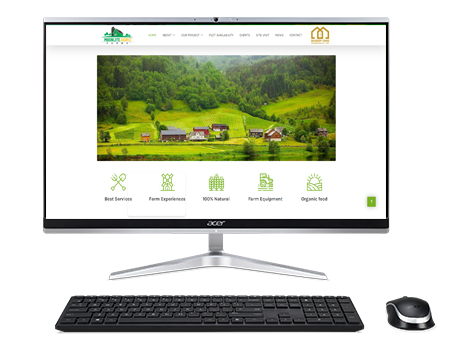 HOME ABOUT OUR PROJECT PLOT AVAILABILITY EVENTS SITE VISIT NEWS CONTACT
Best Services Farm Experiences 100% Natural Farm Equipment Organic food
acer